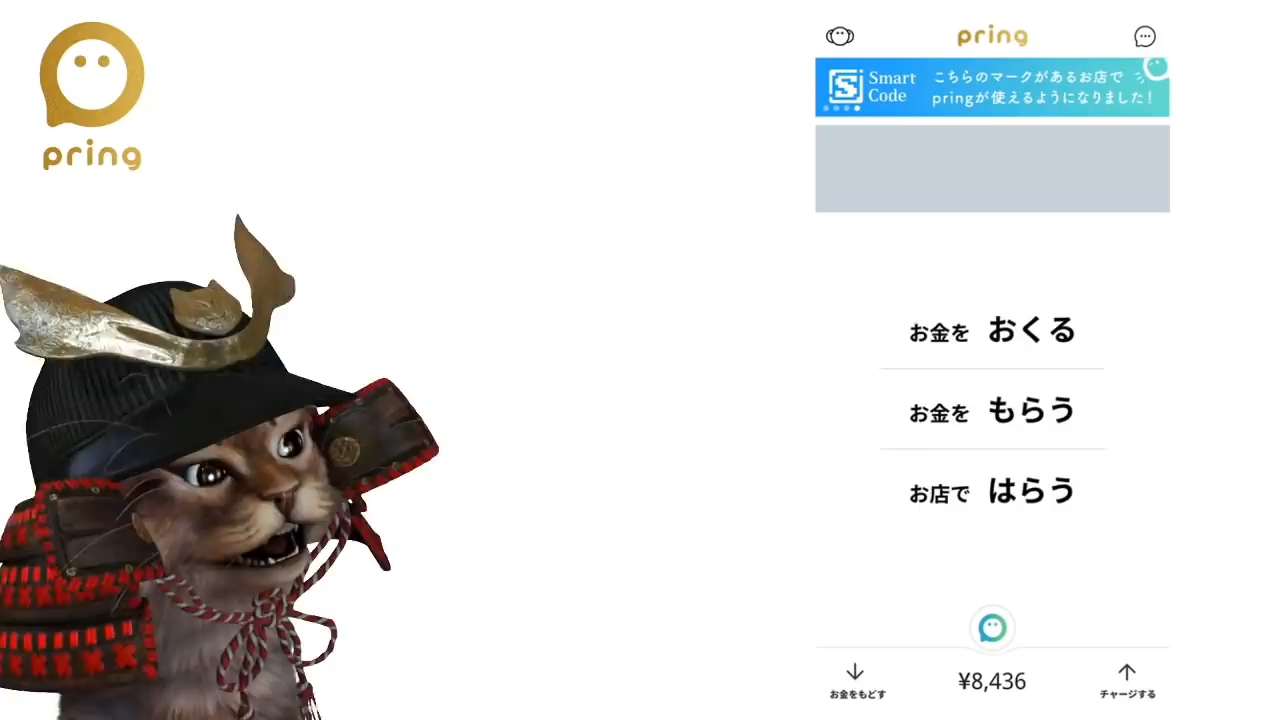 pring
pring
Smart Code
こちらのマークがあるお店で
pringが使えるようになりました!
お金を おくる
お金を もらう
お店で はらう
お金をもどす
¥8,436
チャージする